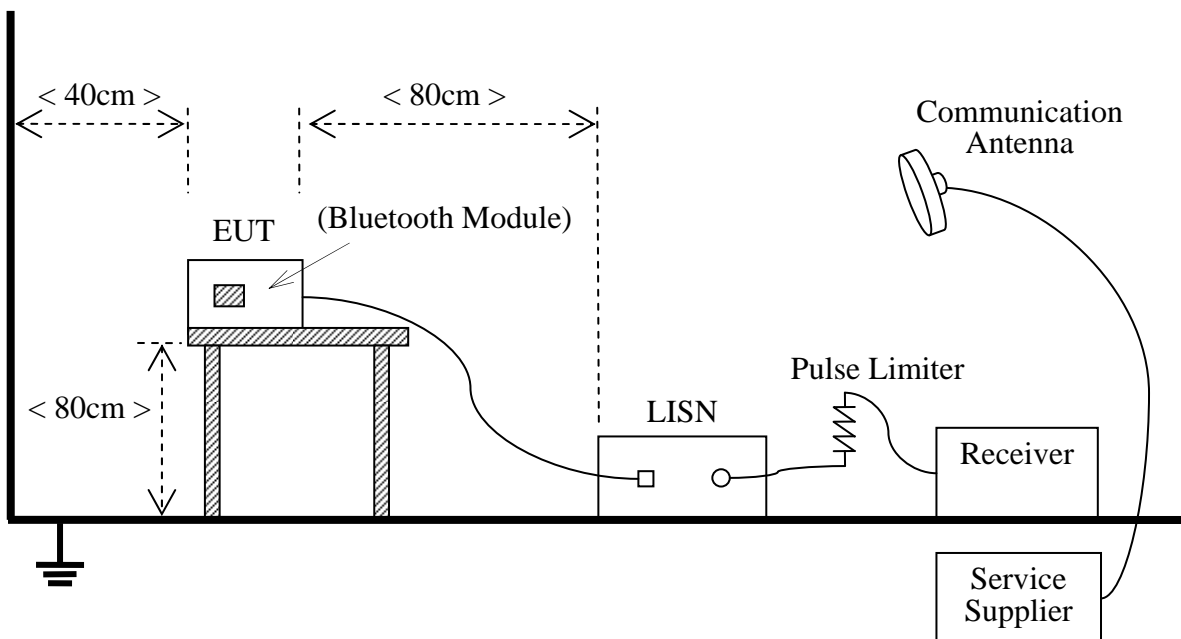 < 40cm >
< 80cm >
Communication
Antenna
(Bluetooth Module)
EUT
Pulse Limiter
< 80cm >
LISN
Receiver
Service
Supplier